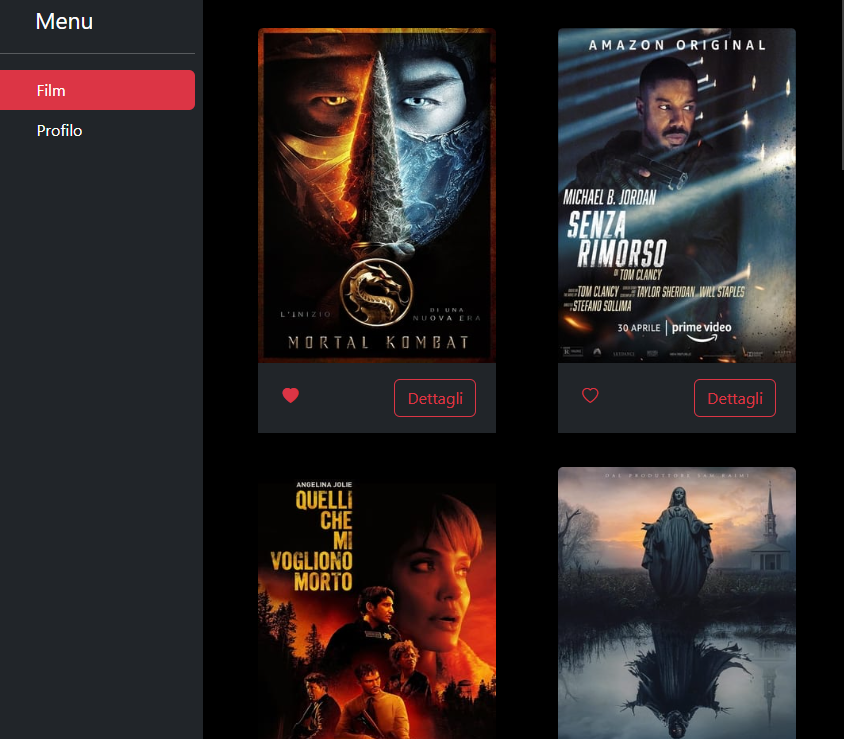 Menu
Film
Profilo
L'INIZIO
DI UNA
NUOVA ERA
MORTAL KOMBAT
Dettagli
AMAZON ORIGINAL
MICHAEL B. JORDAN
SENZA
RIMORSO
DI TOM CLANCY
TOM CLANCY
TAYLOR SHERIDAN
WILL STAPLES
STEFANO SOLLIMA
30 APRILE
prime video
Dettagli
ANGELINA JOLIE
QUELLI
CHE
MI
VOGLIONO
MORTO
DAL PRODUTTORE SAM RAIMI